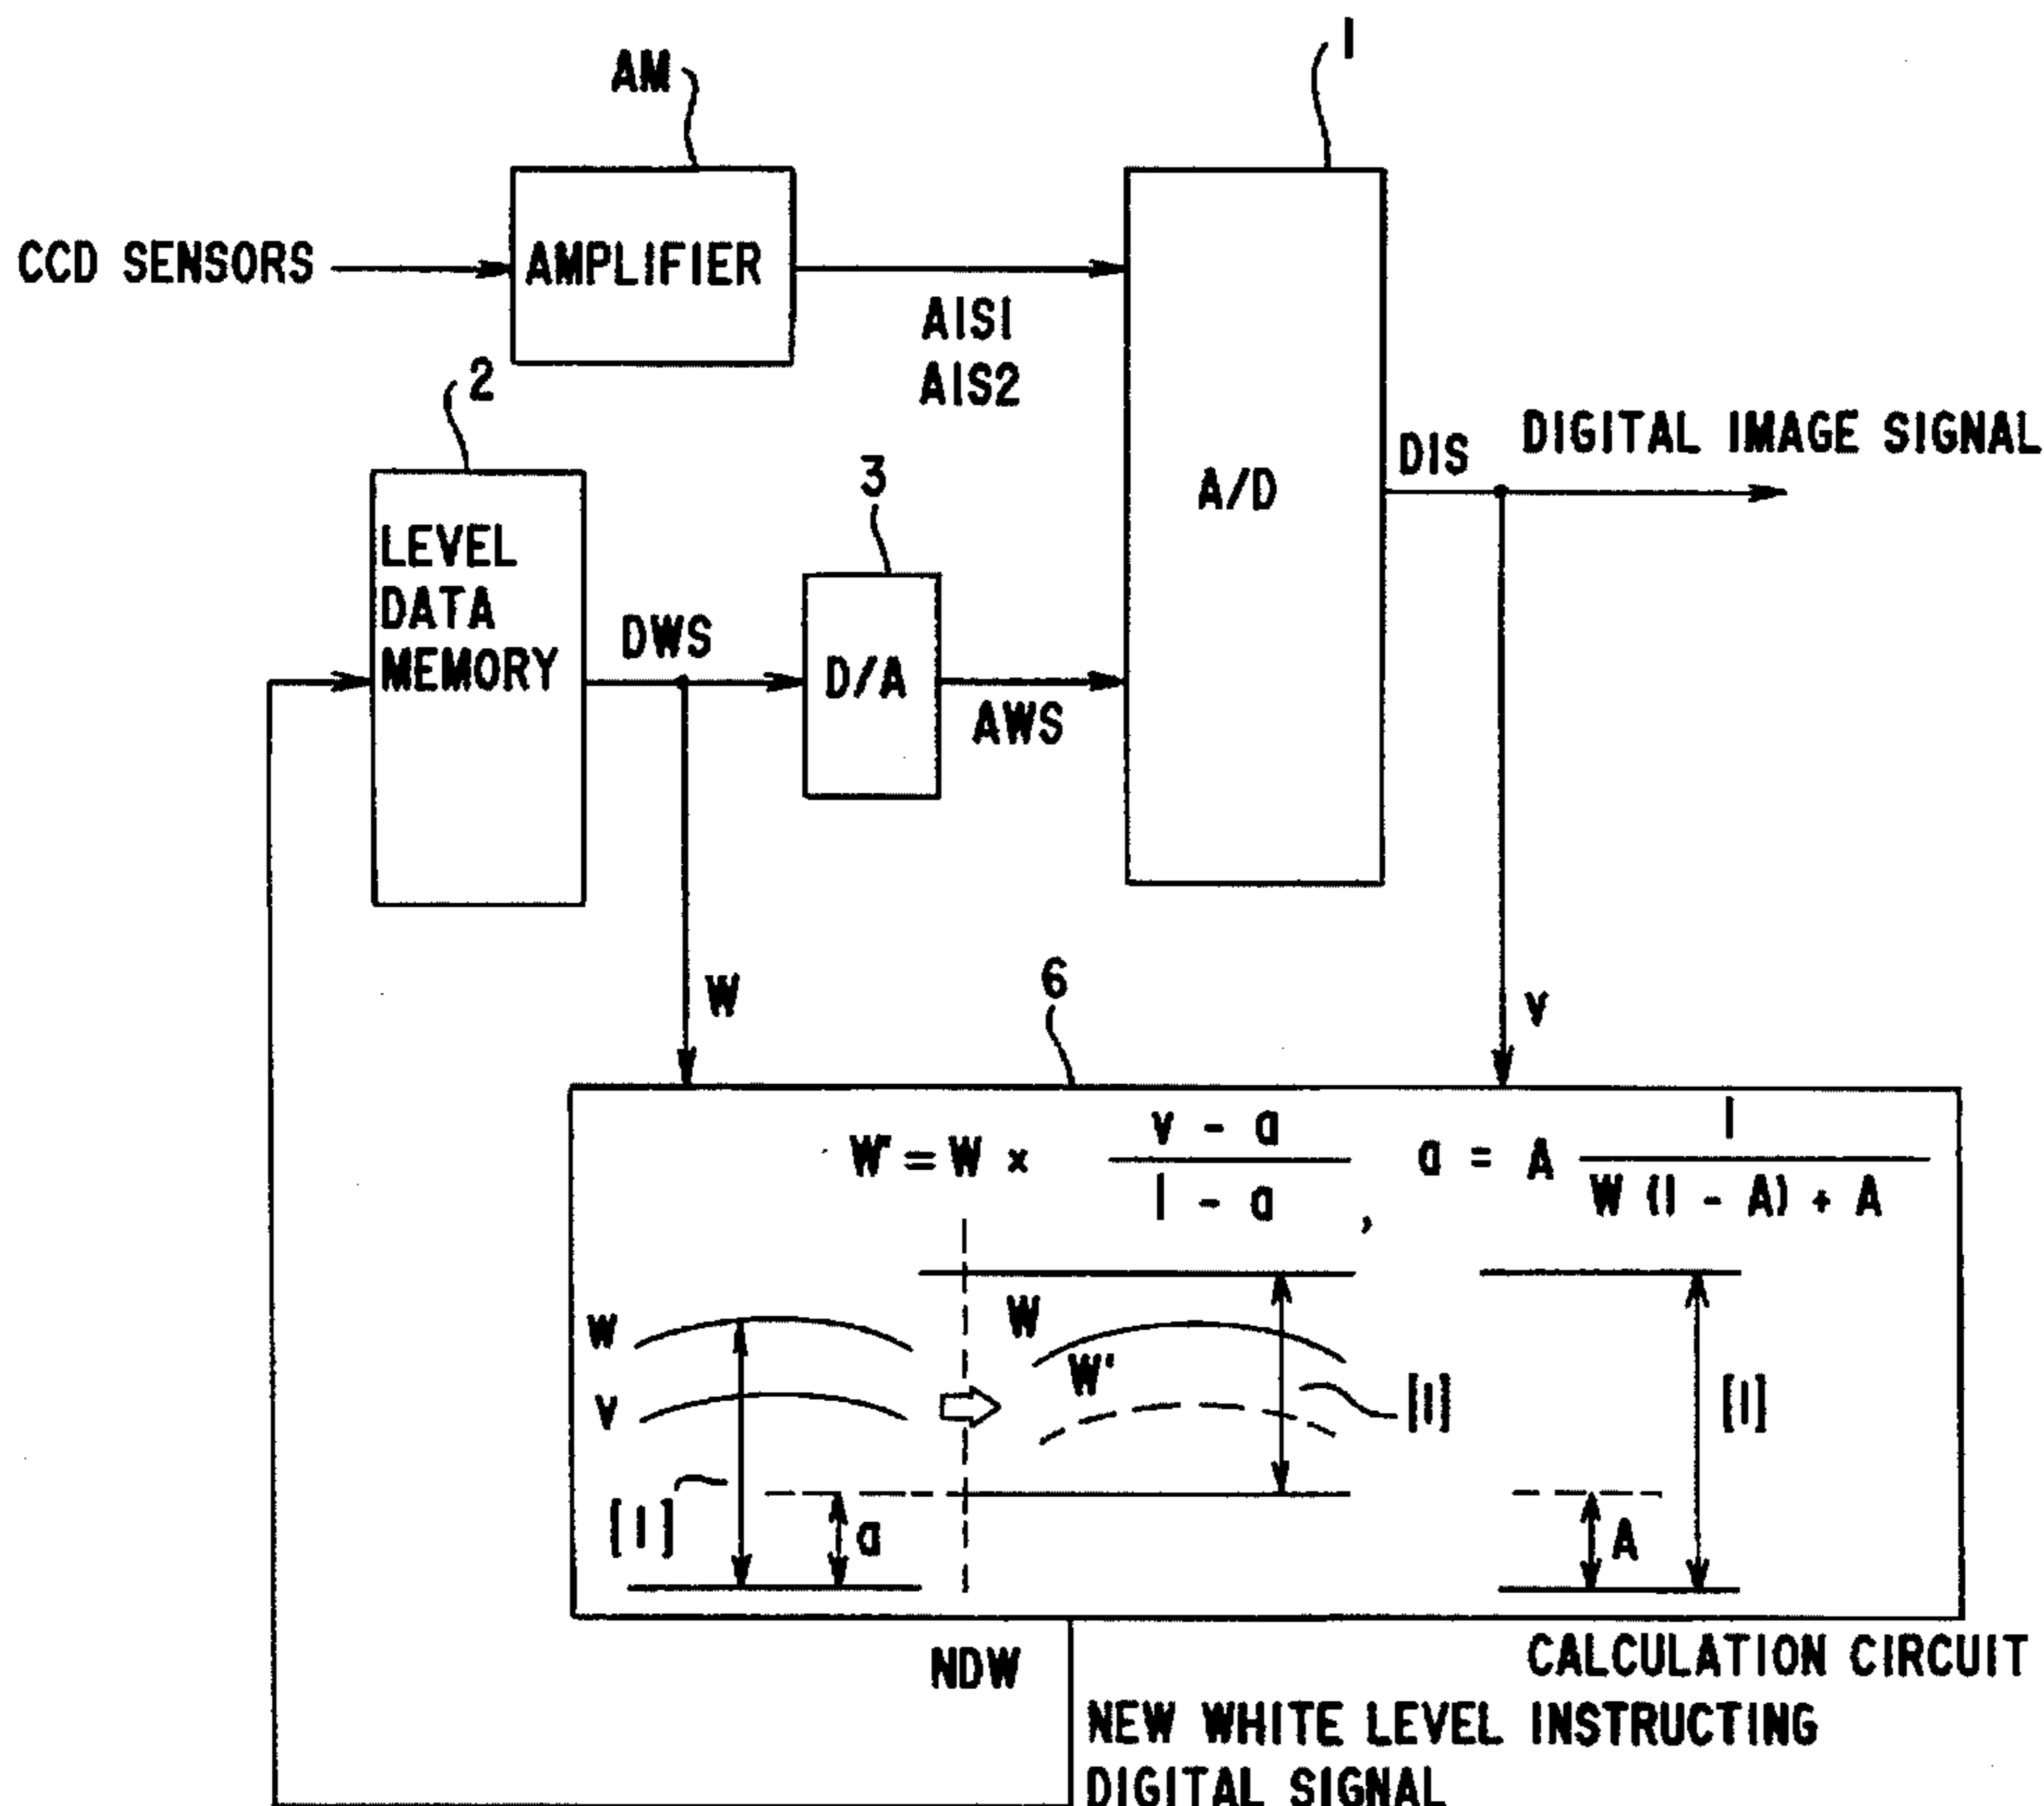 AM
1
CCD SENSORS
AMPLIFIER
AIS1
AIS2
2
DIGITAL IMAGE SIGNAL
DIS
3
A/D
LEVEL
DATA
MEMORY
DWS
D/A
AWS
W
6
v
W' = W × (v - a) / (1 - a) , a = A 1 / (W (1 - A) + A)
W
V
[1]
a
W
W'
[1]
[1]
A
NDW
CALCULATION CIRCUIT
NEW WHITE LEVEL INSTRUCTING
DIGITAL SIGNAL